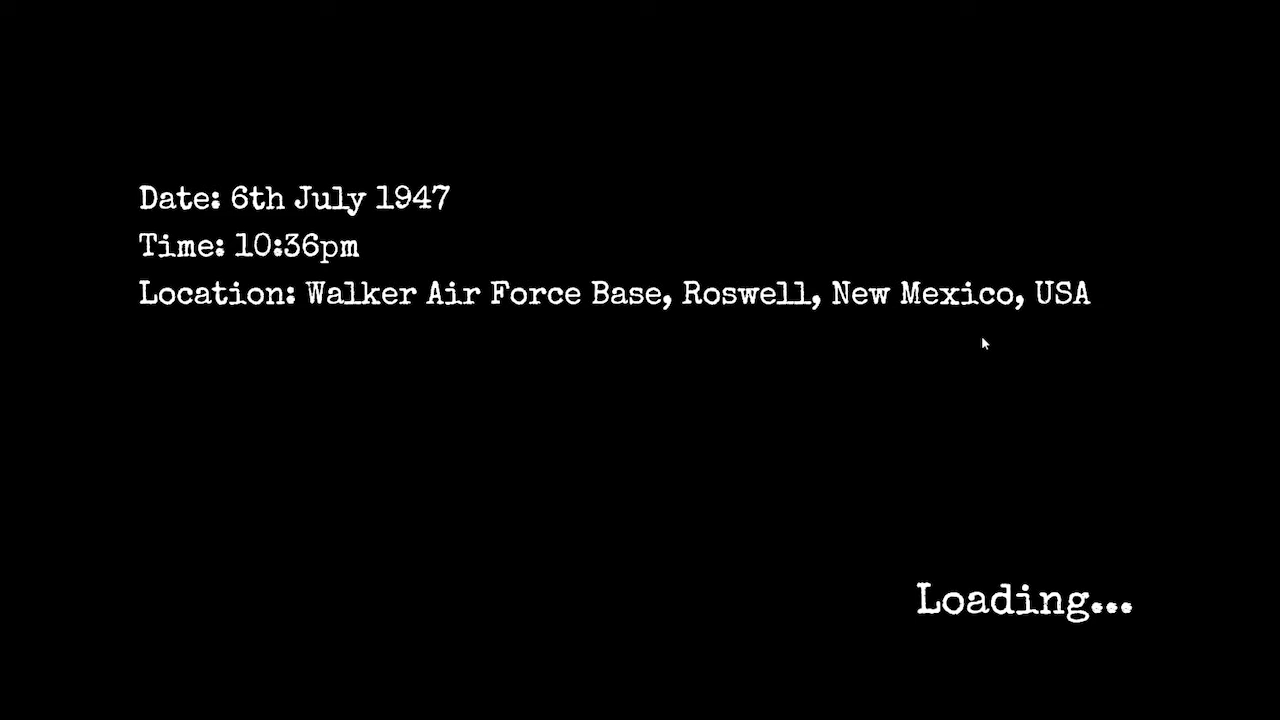 Date: 6th July 1947
Time: 10:36pm
Location: Walker Air Force Base, Roswell, New Mexico, USA
Loading...